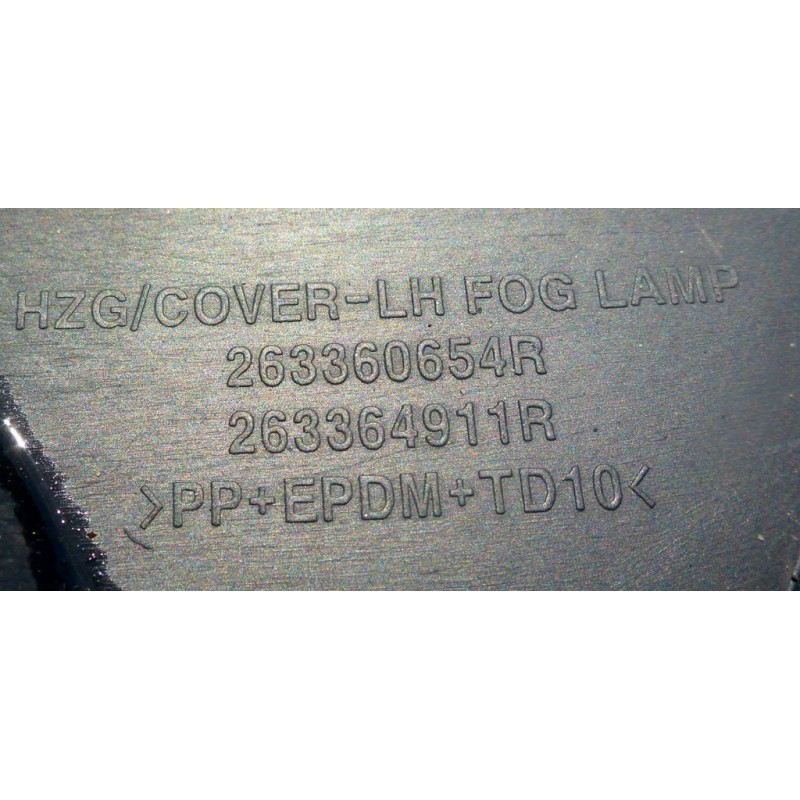 HZG/COVER-LH FOG LAMP
263360654R
263364911R
>PP+EPDM+TD10<